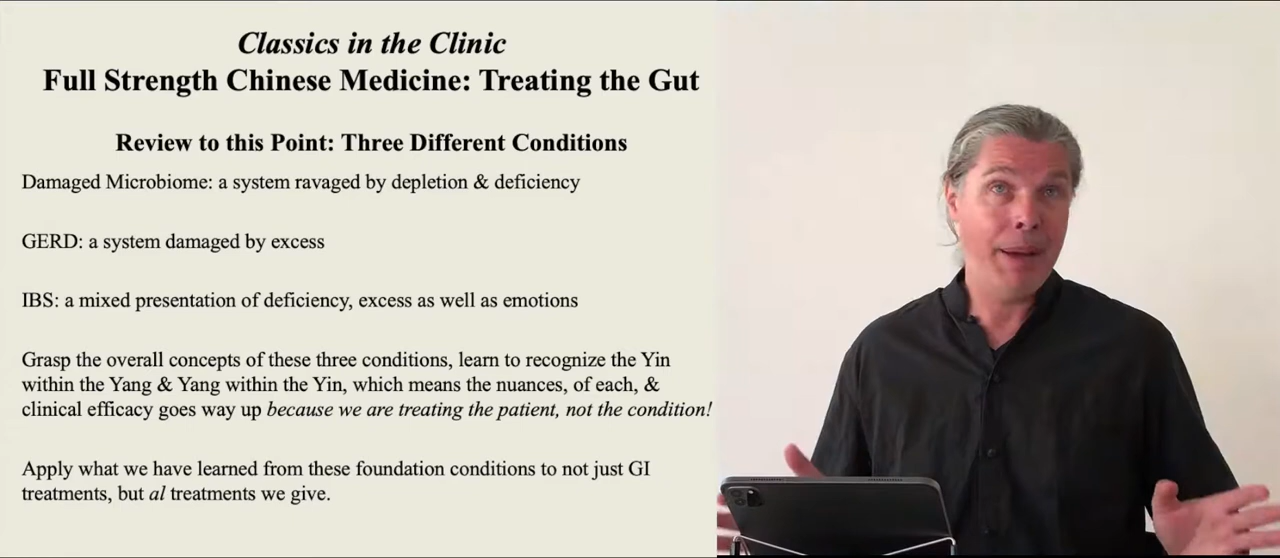 Classics in the Clinic
Full Strength Chinese Medicine: Treating the Gut
Review to this Point: Three Different Conditions
Damaged Microbiome: a system ravaged by depletion & deficiency
GERD: a system damaged by excess
IBS: a mixed presentation of deficiency, excess as well as emotions
Grasp the overall concepts of these three conditions, learn to recognize the Yin
within the Yang & Yang within the Yin, which means the nuances, of each, &
clinical efficacy goes way up because we are treating the patient, not the condition!
Apply what we have learned from these foundation conditions to not just GI
treatments, but al treatments we give.